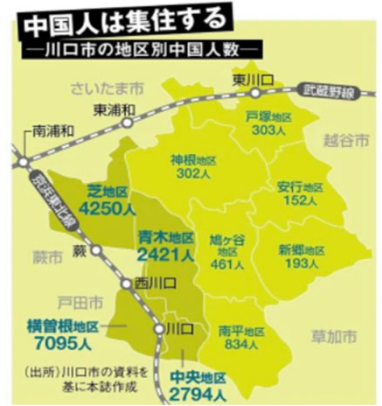 中国人は集住する
―川口市の地区別中国人数―
さいたま市
東川口
武蔵野線
東浦和
戸塚地区
303人
南浦和
越谷市
神根地区
302人
芝地区
4250人
安行地区
152人
京浜東北線
青木地区
2421人
鳩ヶ谷
地区
461人
新郷地区
193人
蕨
蕨市
西川口
戸田市
横曽根地区
7095人
川口
南平地区
834人
草加市
(出所)川口市の資料を
基に本誌作成
中央地区
2794人